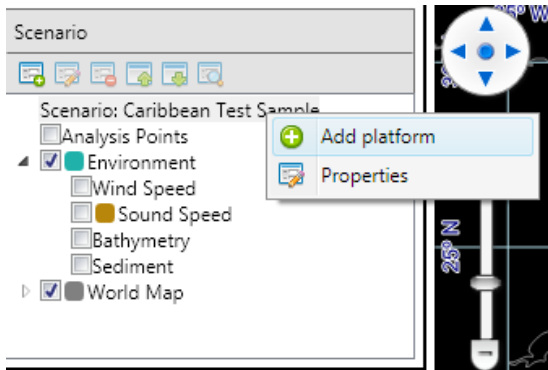 Scenario
Scenario: Caribbean Test Sample
Analysis Points
Environment
Wind Speed
Sound Speed
Bathymetry
Sediment
World Map
Add platform
Properties
25° N